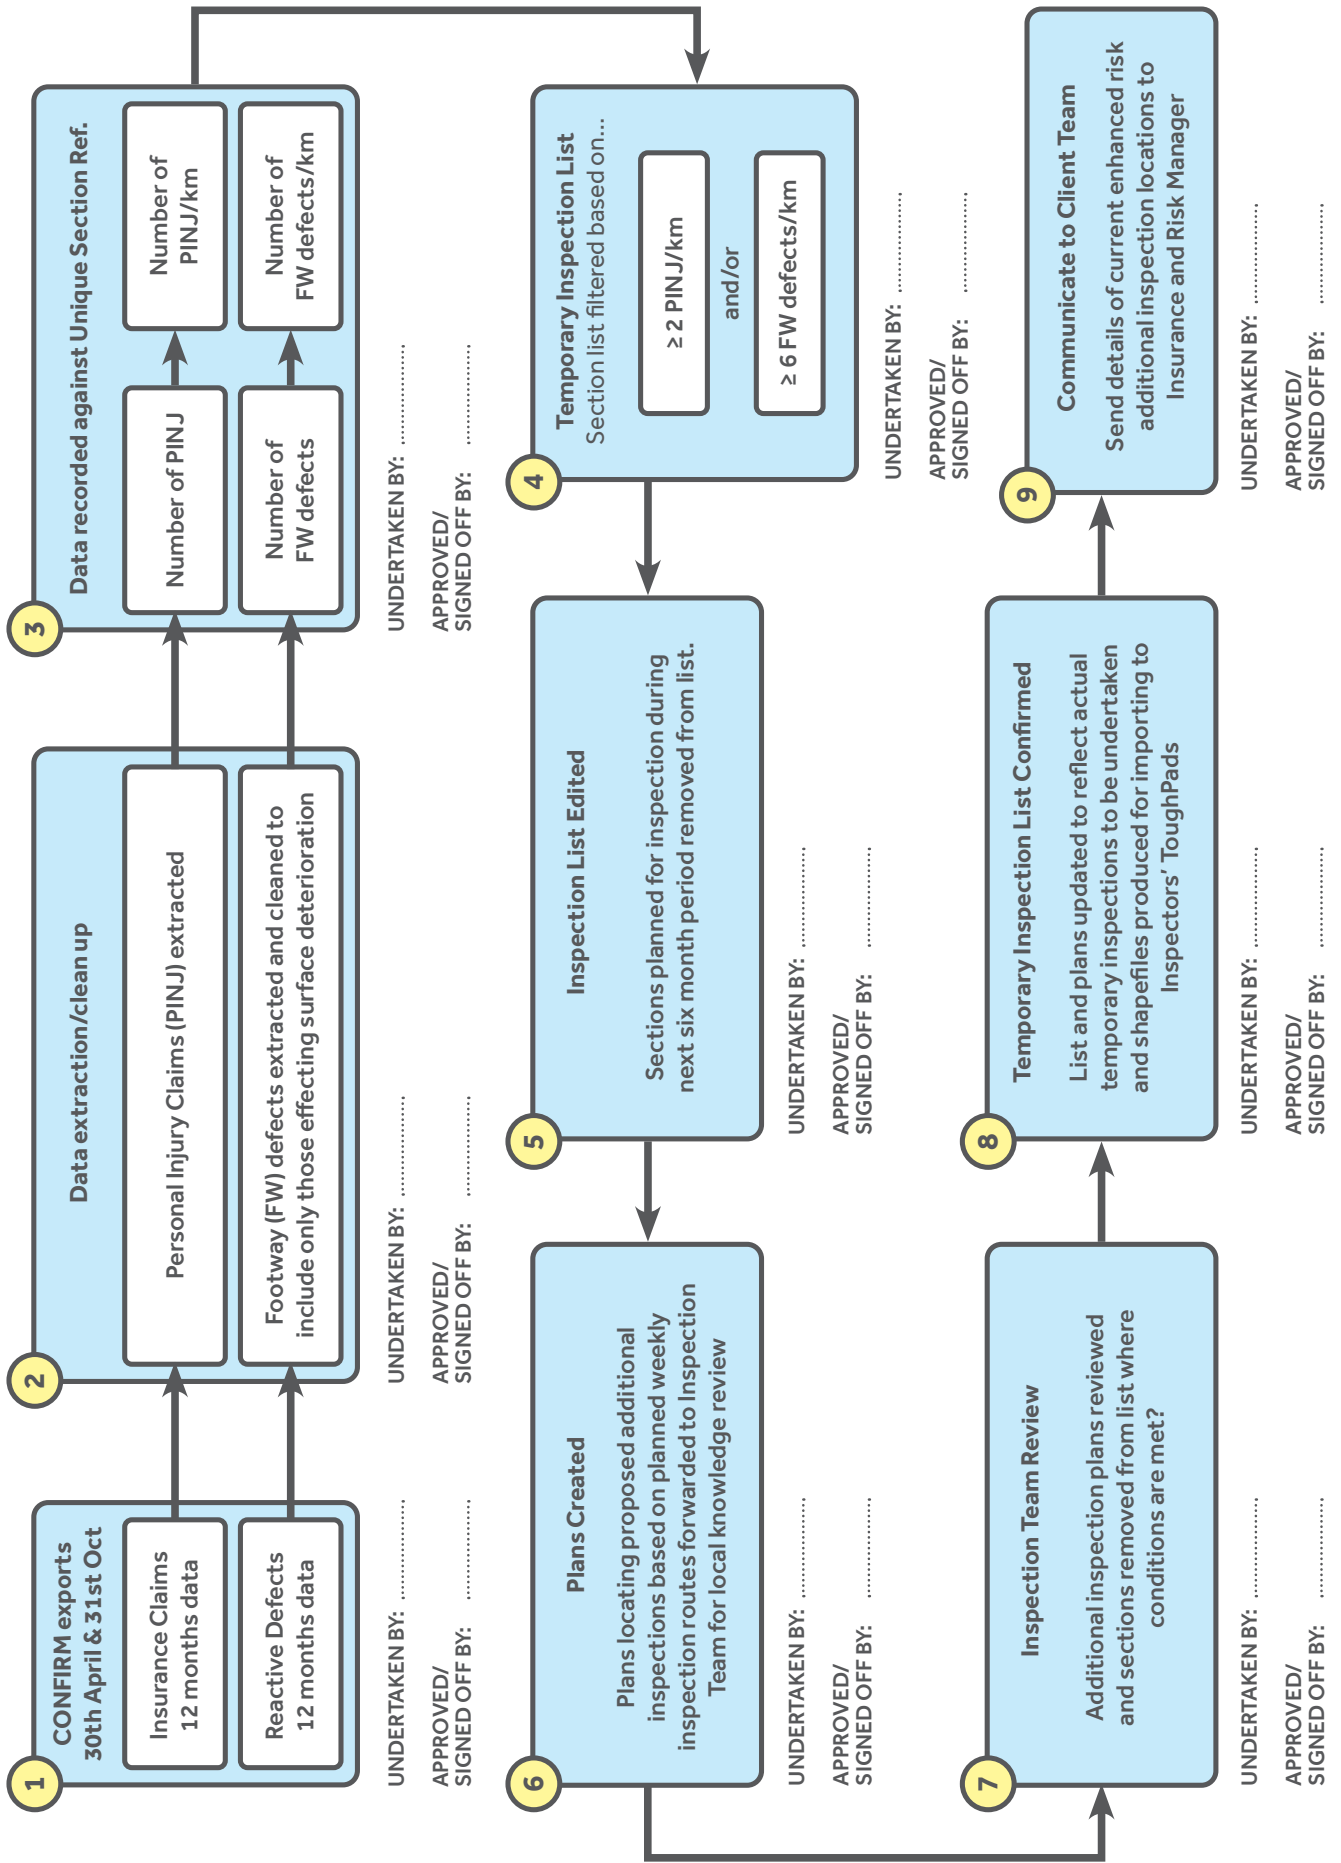 1
CONFIRM exports
30th April & 31st Oct
Insurance Claims
12 months data
Reactive Defects
12 months data
UNDERTAKEN BY: ..................
APPROVED/
SIGNED OFF BY: ..................
2
Data extraction/clean up
Personal Injury Claims (PINJ) extracted
Footway (FW) defects extracted and cleaned to
include only those effecting surface deterioration
UNDERTAKEN BY: ..................
APPROVED/
SIGNED OFF BY: ..................
3
Data recorded against Unique Section Ref.
Number of PINJ
Number of
PINJ/km
Number of
FW defects
Number of
FW defects/km
UNDERTAKEN BY: ..................
APPROVED/
SIGNED OFF BY: ..................
4
Temporary Inspection List
Section list filtered based on...
≥ 2 PINJ/km
and/or
≥ 6 FW defects/km
UNDERTAKEN BY: ..................
APPROVED/
SIGNED OFF BY: ..................
5
Inspection List Edited
Sections planned for inspection during
next six month period removed from list.
UNDERTAKEN BY: ..................
APPROVED/
SIGNED OFF BY: ..................
6
Plans Created
Plans locating proposed additional
inspections based on planned weekly
inspection routes forwarded to Inspection
Team for local knowledge review
UNDERTAKEN BY: ..................
APPROVED/
SIGNED OFF BY: ..................
7
Inspection Team Review
Additional inspection plans reviewed
and sections removed from list where
conditions are met?
UNDERTAKEN BY: ..................
APPROVED/
SIGNED OFF BY: ..................
8
Temporary Inspection List Confirmed
List and plans updated to reflect actual
temporary inspections to be undertaken
and shapefiles produced for importing to
Inspectors' ToughPads
UNDERTAKEN BY: ..................
APPROVED/
SIGNED OFF BY: ..................
9
Communicate to Client Team
Send details of current enhanced risk
additional inspection locations to
Insurance and Risk Manager
UNDERTAKEN BY: ..................
APPROVED/
SIGNED OFF BY: ..................